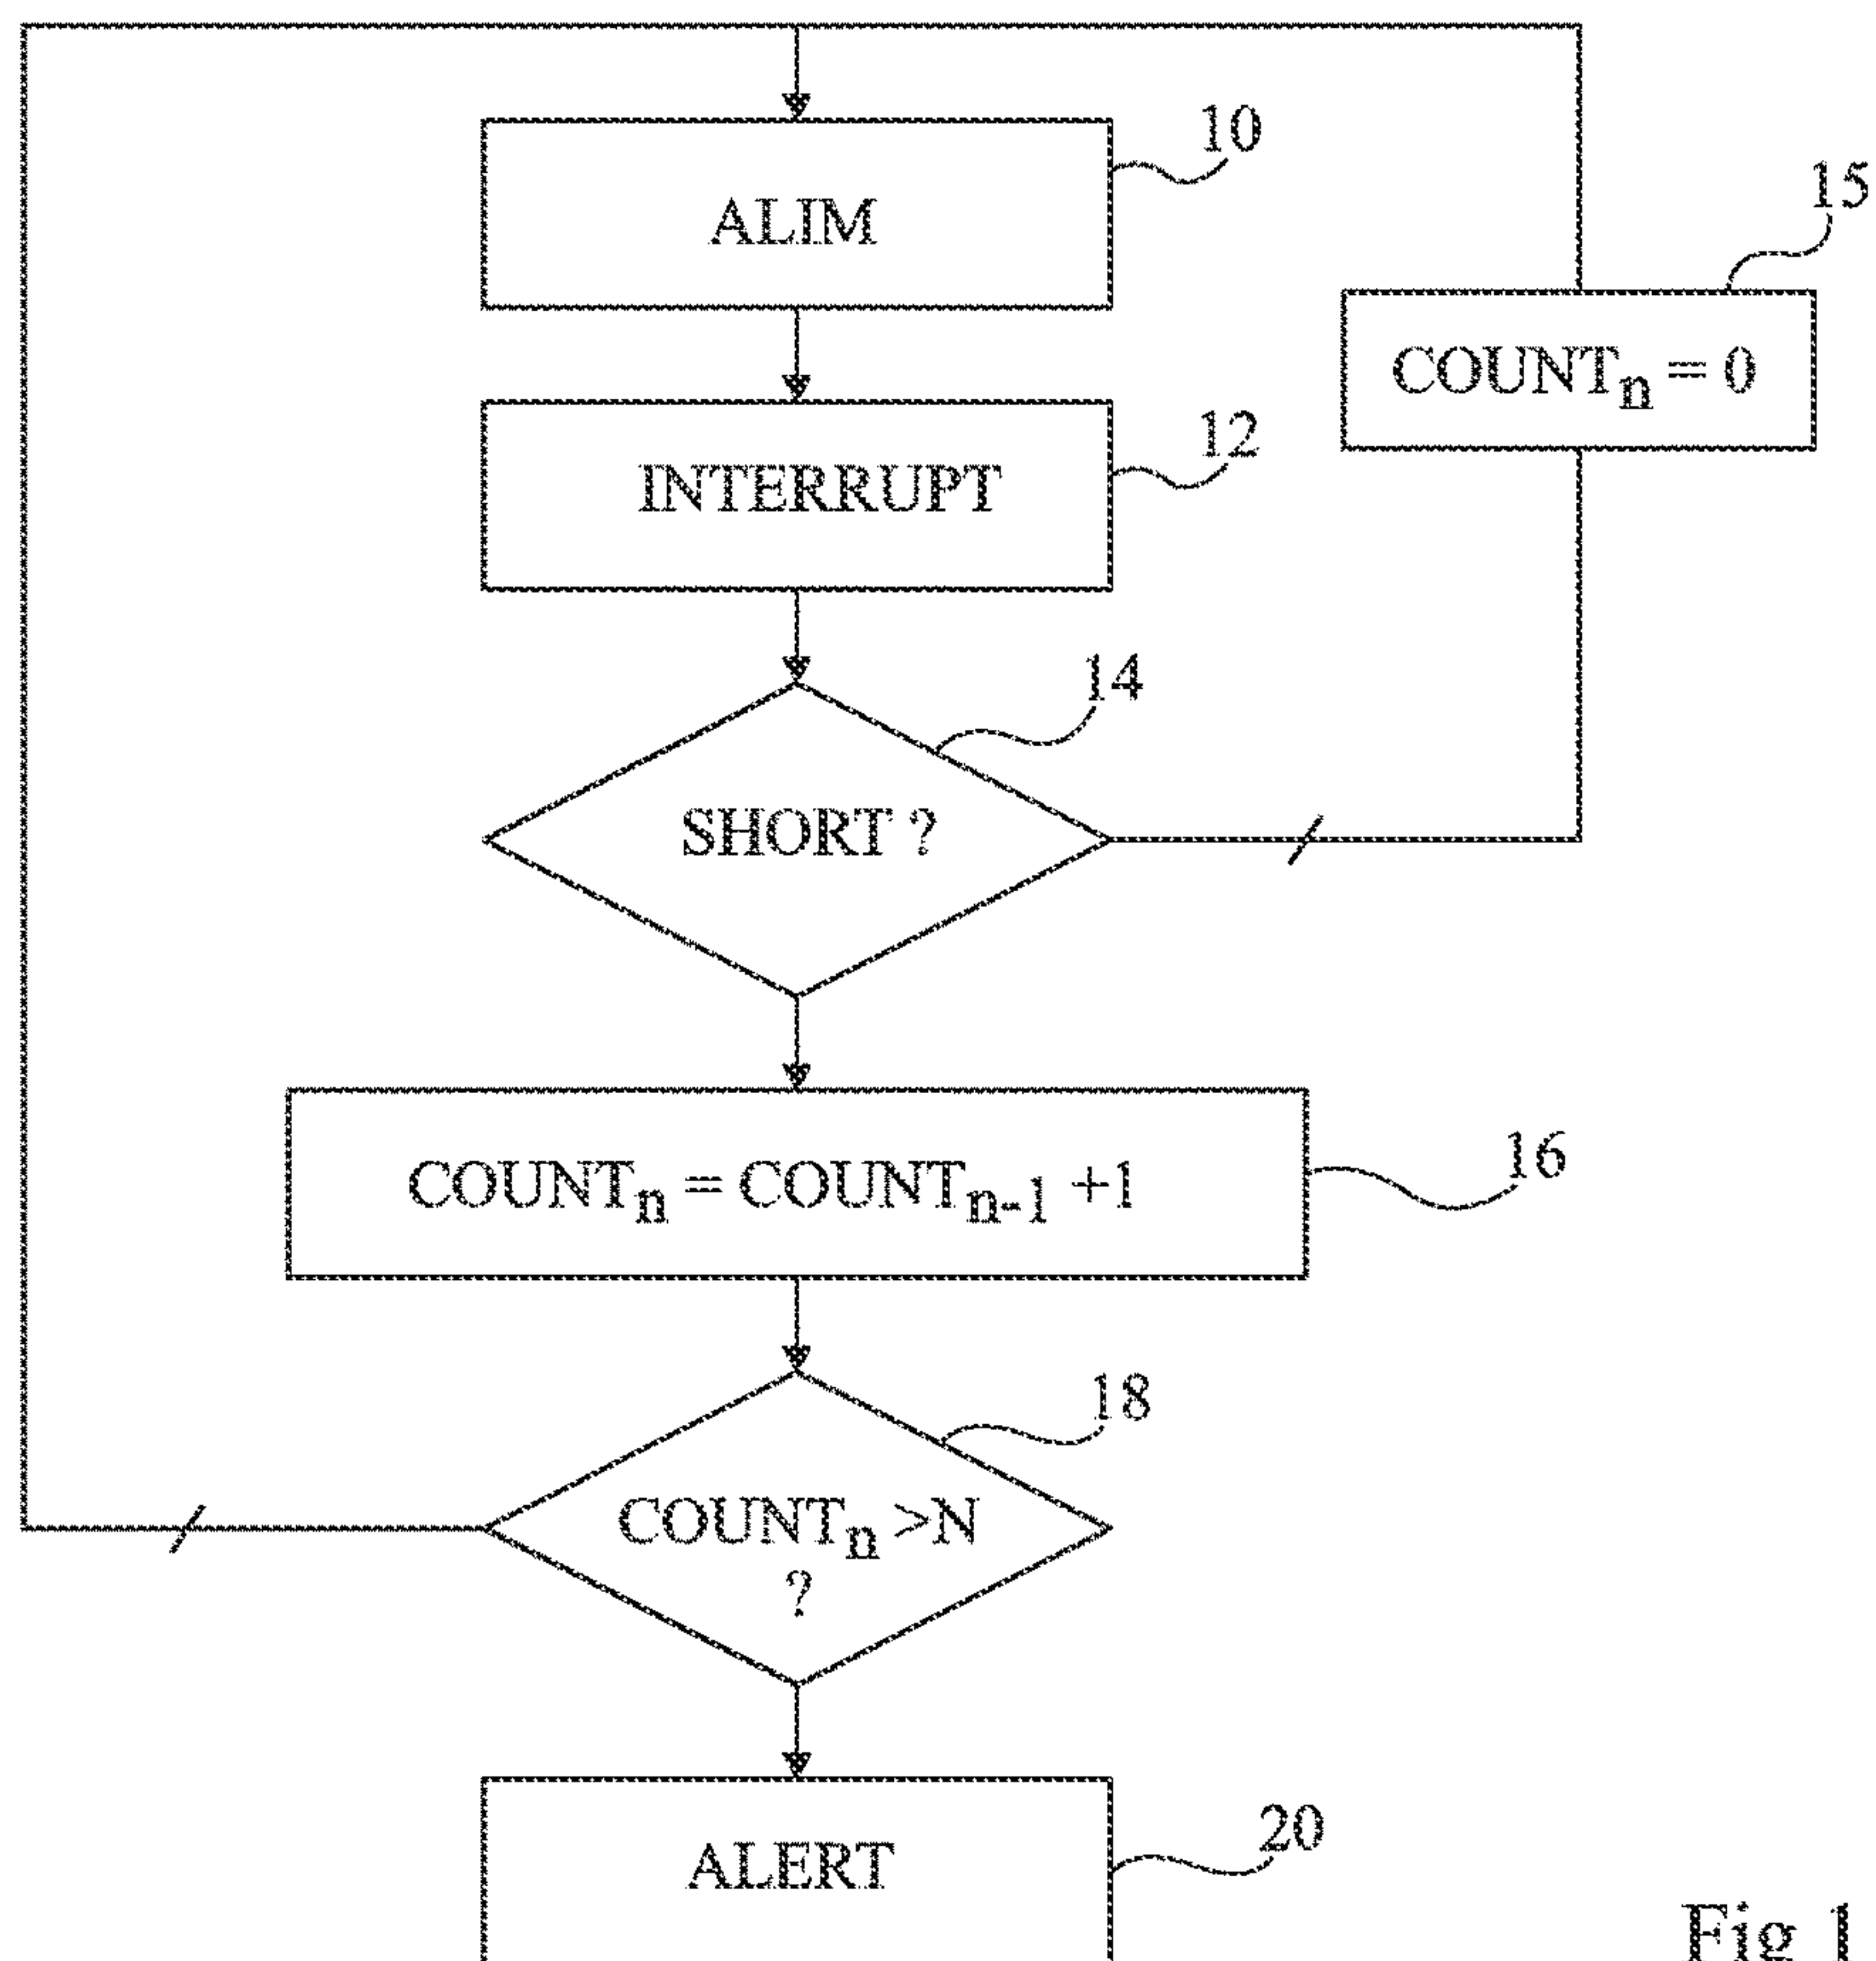 10
ALIM
15
COUNTn = 0
12
INTERRUPT
14
SHORT ?
16
COUNTn = COUNTn-1 +1
18
COUNTn >N
?
20
ALERT
Fig 1